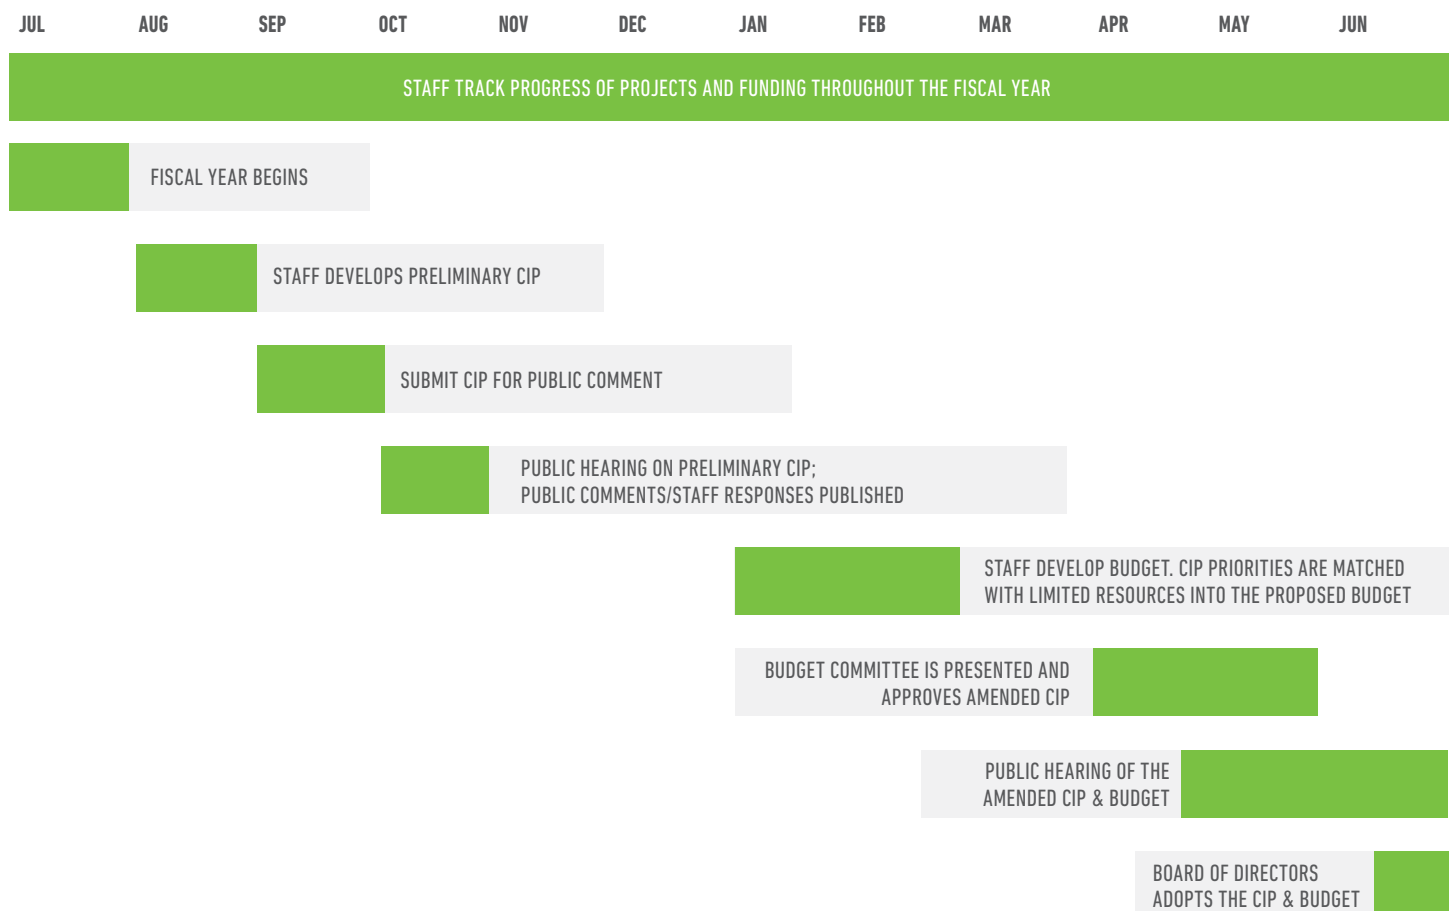 JUL AUG SEP OCT NOV DEC JAN FEB MAR APR MAY JUN
STAFF TRACK PROGRESS OF PROJECTS AND FUNDING THROUGHOUT THE FISCAL YEAR
FISCAL YEAR BEGINS
STAFF DEVELOPS PRELIMINARY CIP
SUBMIT CIP FOR PUBLIC COMMENT
PUBLIC HEARING ON PRELIMINARY CIP;
PUBLIC COMMENTS/STAFF RESPONSES PUBLISHED
STAFF DEVELOP BUDGET. CIP PRIORITIES ARE MATCHED
WITH LIMITED RESOURCES INTO THE PROPOSED BUDGET
BUDGET COMMITTEE IS PRESENTED AND
APPROVES AMENDED CIP
PUBLIC HEARING OF THE
AMENDED CIP & BUDGET
BOARD OF DIRECTORS
ADOPTS THE CIP & BUDGET